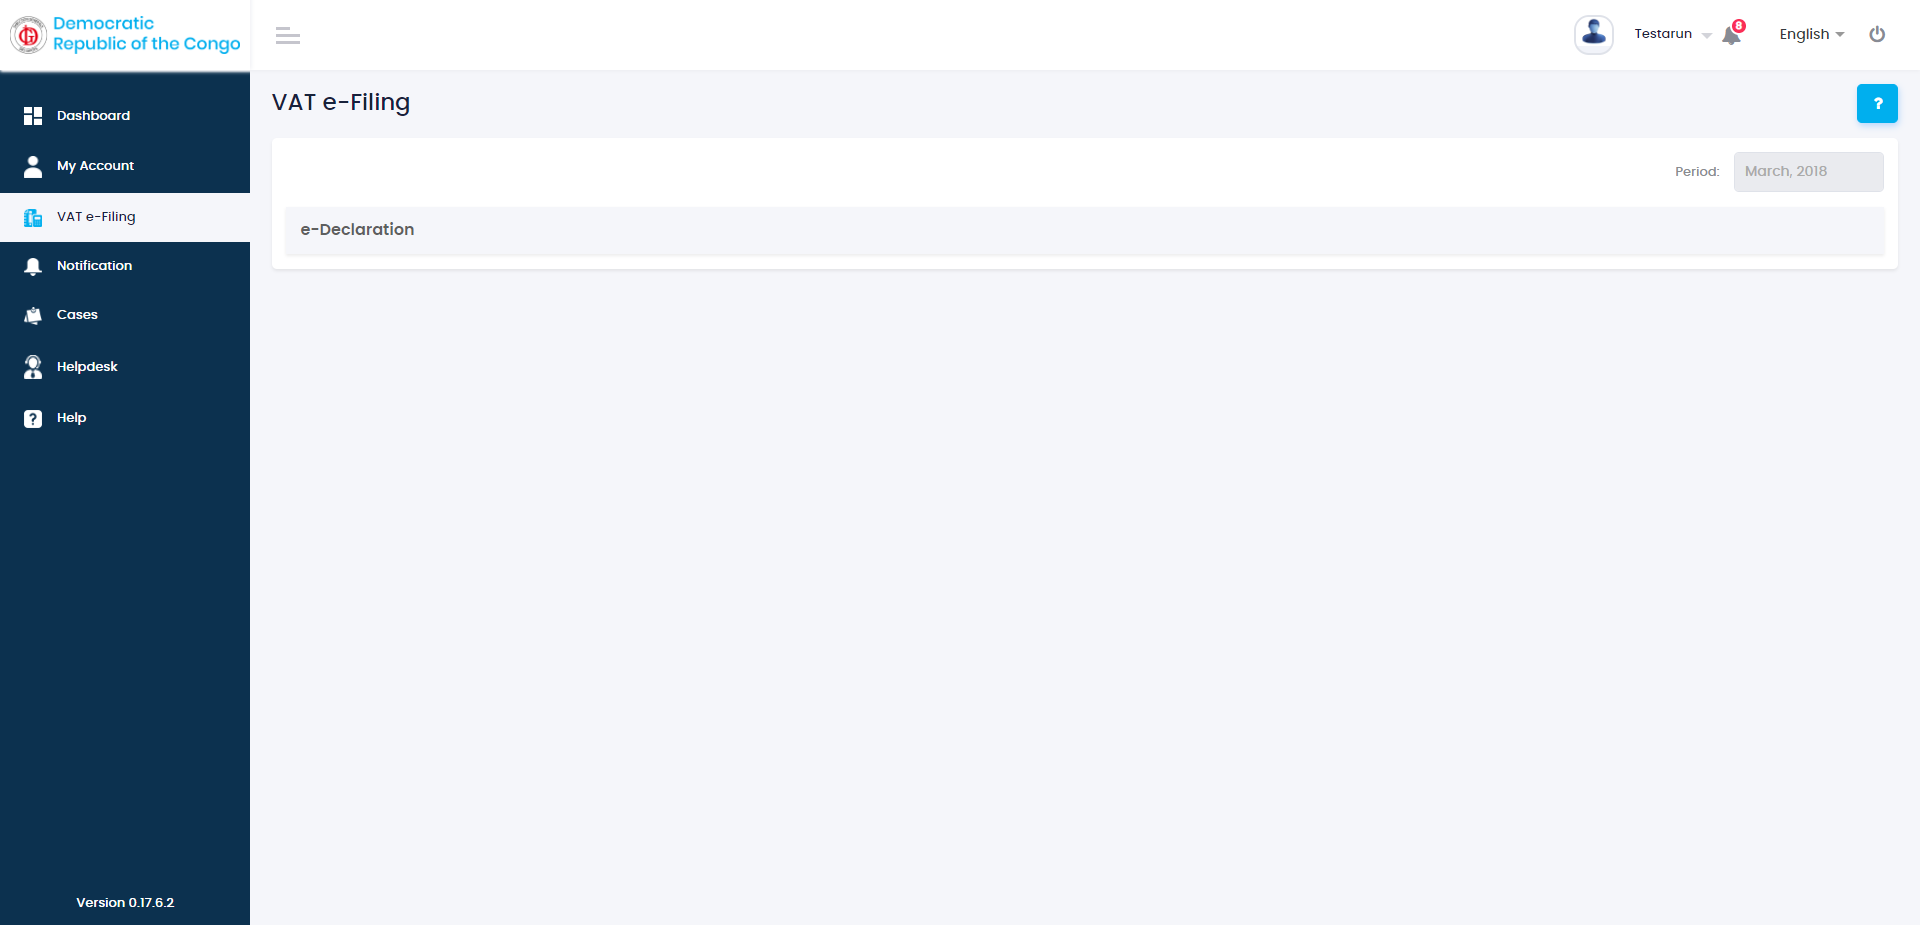 Democratic
Republic of the Congo
Testarun
8
English
Dashboard
My Account
VAT e-Filing
Notification
Cases
Helpdesk
?
Help
Version 0.17.6.2
VAT e-Filing
?
Period:
March, 2018
e-Declaration